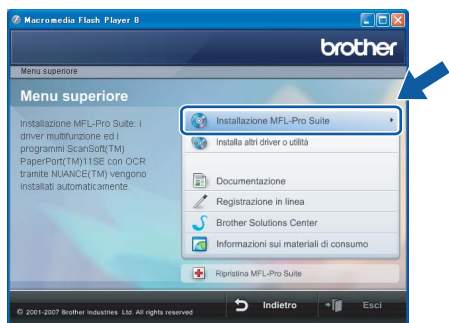 Macromedia Flash Player 8
brother
Menu superiore
Menu superiore
Installazione MFL-Pro Suite: i
driver multifunzione ed i
programmi ScanSoft(TM)
PaperPort(TM)11SE con OCR
tramite NUANCE(TM) vengono
installati automaticamente.
Installazione MFL-Pro Suite
Installa altri driver o utilità
Documentazione
Registrazione in linea
Brother Solutions Center
Informazioni sui materiali di consumo
Ripristina MFL-Pro Suite
© 2001-2007 Brother Industries Ltd. All rights reserved
Indietro
Esci